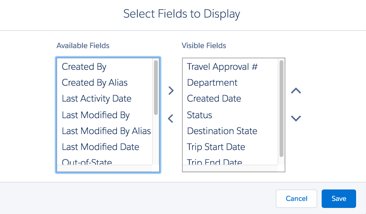 Select Fields to Display
Available Fields
Created By
Created By Alias
Last Activity Date
Last Modified By
Last Modified By Alias
Last Modified Date
Out-of-State
Visible Fields
Travel Approval #
Department
Created Date
Status
Destination State
Trip Start Date
Trip End Date
Cancel
Save